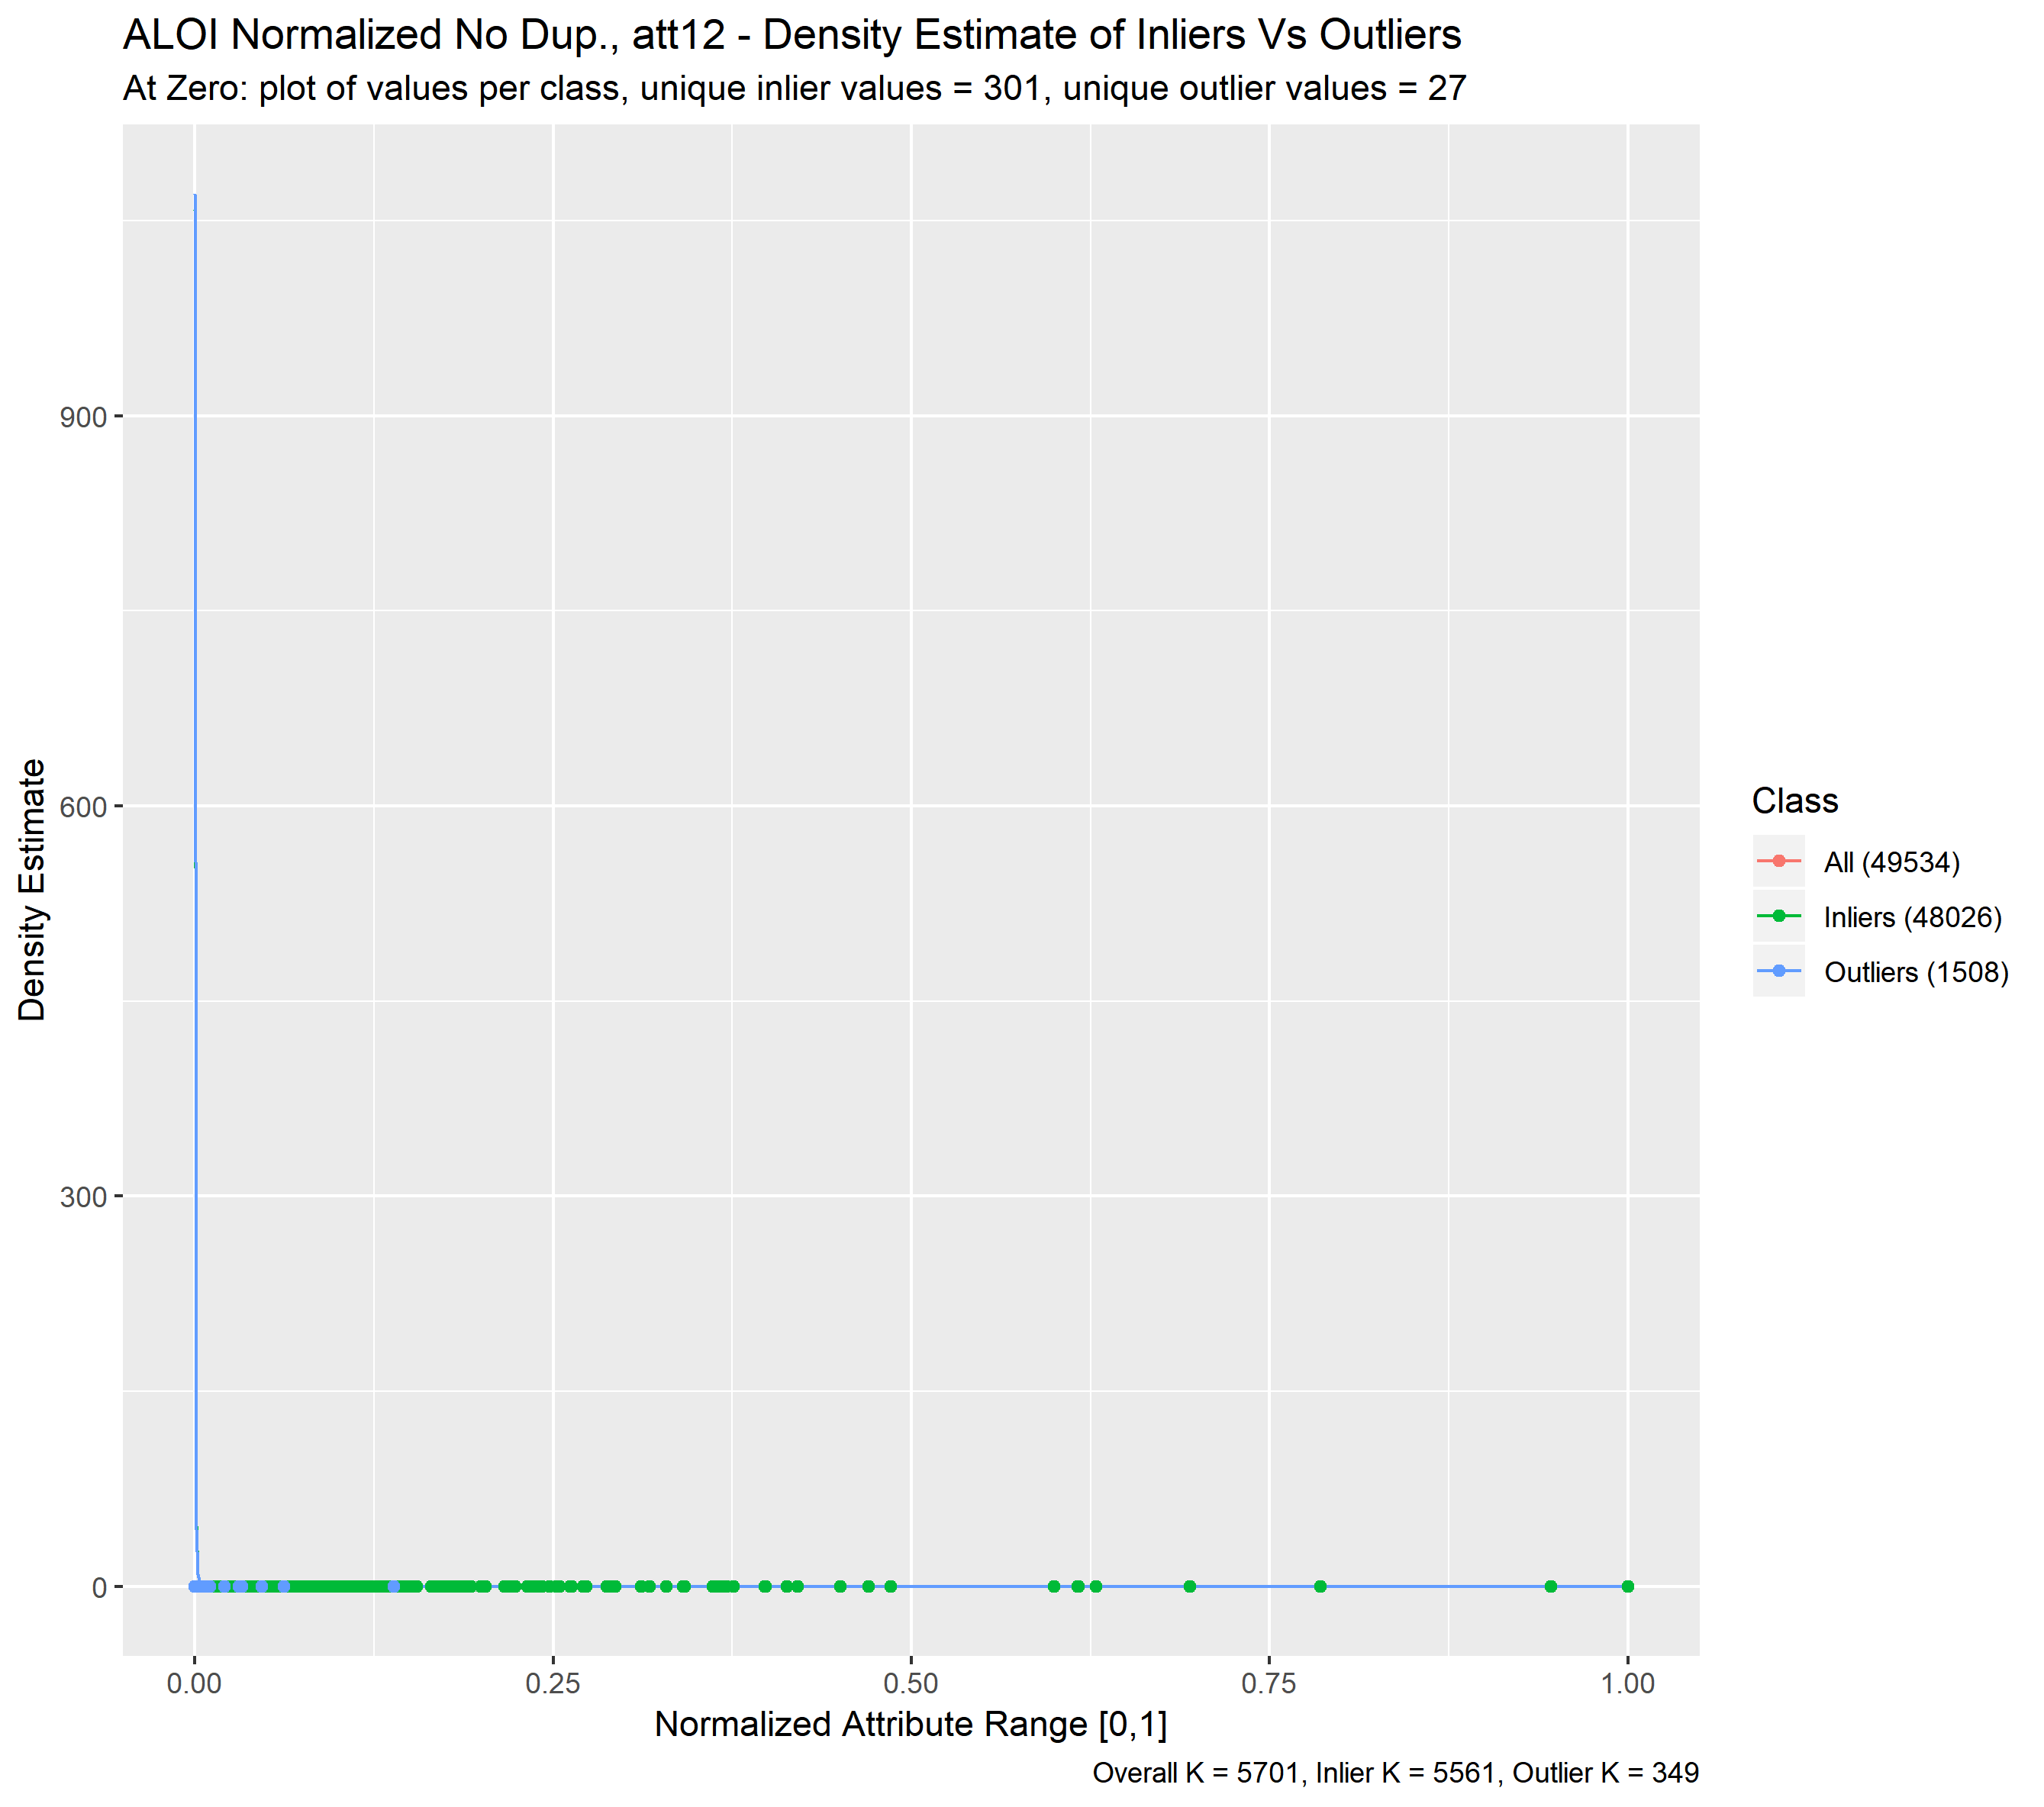 ALOI Normalized No Dup., att12 - Density Estimate of Inliers Vs Outliers
At Zero: plot of values per class, unique inlier values = 301, unique outlier values = 27
Density Estimate
900
600
300
0
0.00
0.25
0.50
0.75
1.00
Normalized Attribute Range [0,1]
Overall K = 5701, Inlier K = 5561, Outlier K = 349
Class
All (49534)
Inliers (48026)
Outliers (1508)